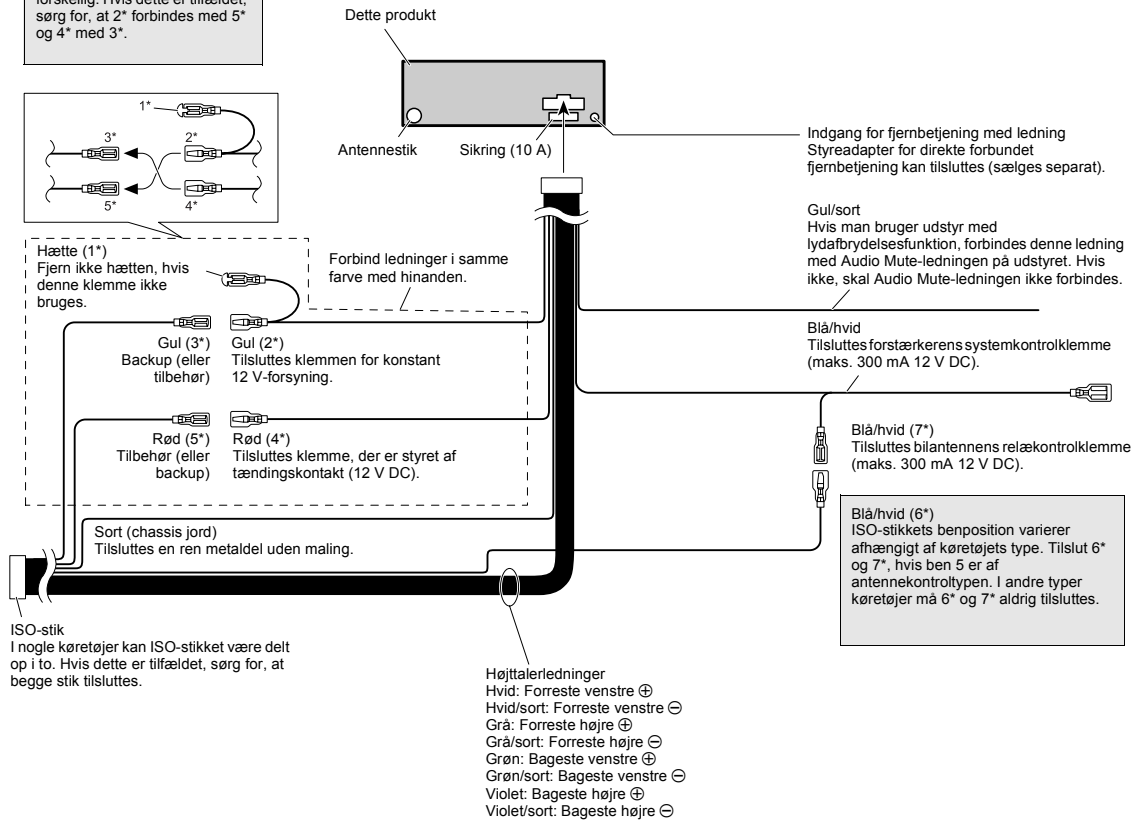 forskellig. Hvis dette er tilfældet,
sørg for, at 2* forbindes med 5*
og 4* med 3*.
Dette produkt
1*
3*
2*
5*
4*
Antennestik
Sikring (10 A)
Indgang for fjernbetjening med ledning
Styreadapter for direkte forbundet
fjernbetjening kan tilsluttes (sælges separat).
Hætte (1*)
Fjern ikke hætten, hvis
denne klemme ikke
bruges.
Forbind ledninger i samme
farve med hinanden.
Gul/sort
Hvis man bruger udstyr med
lydafbrydelsesfunktion, forbindes denne ledning
med Audio Mute-ledningen på udstyret. Hvis
ikke, skal Audio Mute-ledningen ikke forbindes.
Gul (3*)
Backup (eller
tilbehør)
Gul (2*)
Tilsluttes klemmen for konstant
12 V-forsyning.
Blå/hvid
Tilsluttes forstærkerens systemkontrolklemme
(maks. 300 mA 12 V DC).
Rød (5*)
Tilbehør (eller
backup)
Rød (4*)
Tilsluttes klemme, der er styret af
tændingskontakt (12 V DC).
Blå/hvid (7*)
Tilsluttes bilantennens relækontrolklemme
(maks. 300 mA 12 V DC).
Sort (chassis jord)
Tilsluttes en ren metaldel uden maling.
Blå/hvid (6*)
ISO-stikkets benposition varierer
afhængigt af køretøjets type. Tilslut 6*
og 7*, hvis ben 5 er af
antennekontroltypen. I andre typer
køretøjer må 6* og 7* aldrig tilsluttes.
ISO-stik
I nogle køretøjer kan ISO-stikket være delt
op i to. Hvis dette er tilfældet, sørg for, at
begge stik tilsluttes.
Højttalerledninger
Hvid: Forreste venstre ⊕
Hvid/sort: Forreste venstre ⊖
Grå: Forreste højre ⊕
Grå/sort: Forreste højre ⊖
Grøn: Bageste venstre ⊕
Grøn/sort: Bageste venstre ⊖
Violet: Bageste højre ⊕
Violet/sort: Bageste højre ⊖